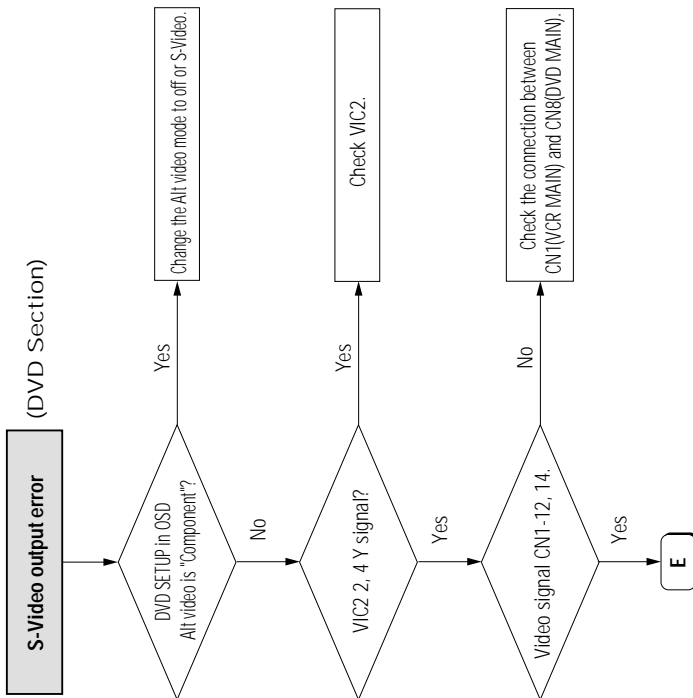 S-Video output error
(DVD Section)
DVD SETUP in OSD
Alt video is "Component"?
Yes
Change the Alt video mode to off or S-Video.
No
VIC2 2, 4 Y signal?
Yes
Check VIC2.
Yes
Video signal CN1-12, 14.
No
Check the connection between
CN1(VCR MAIN) and CN8(DVD MAIN).
Yes
E